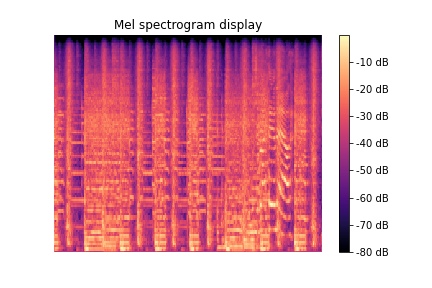 Mel spectrogram display
-10 dB
-20 dB
-30 dB
-40 dB
-50 dB
-60 dB
-70 dB
-80 dB